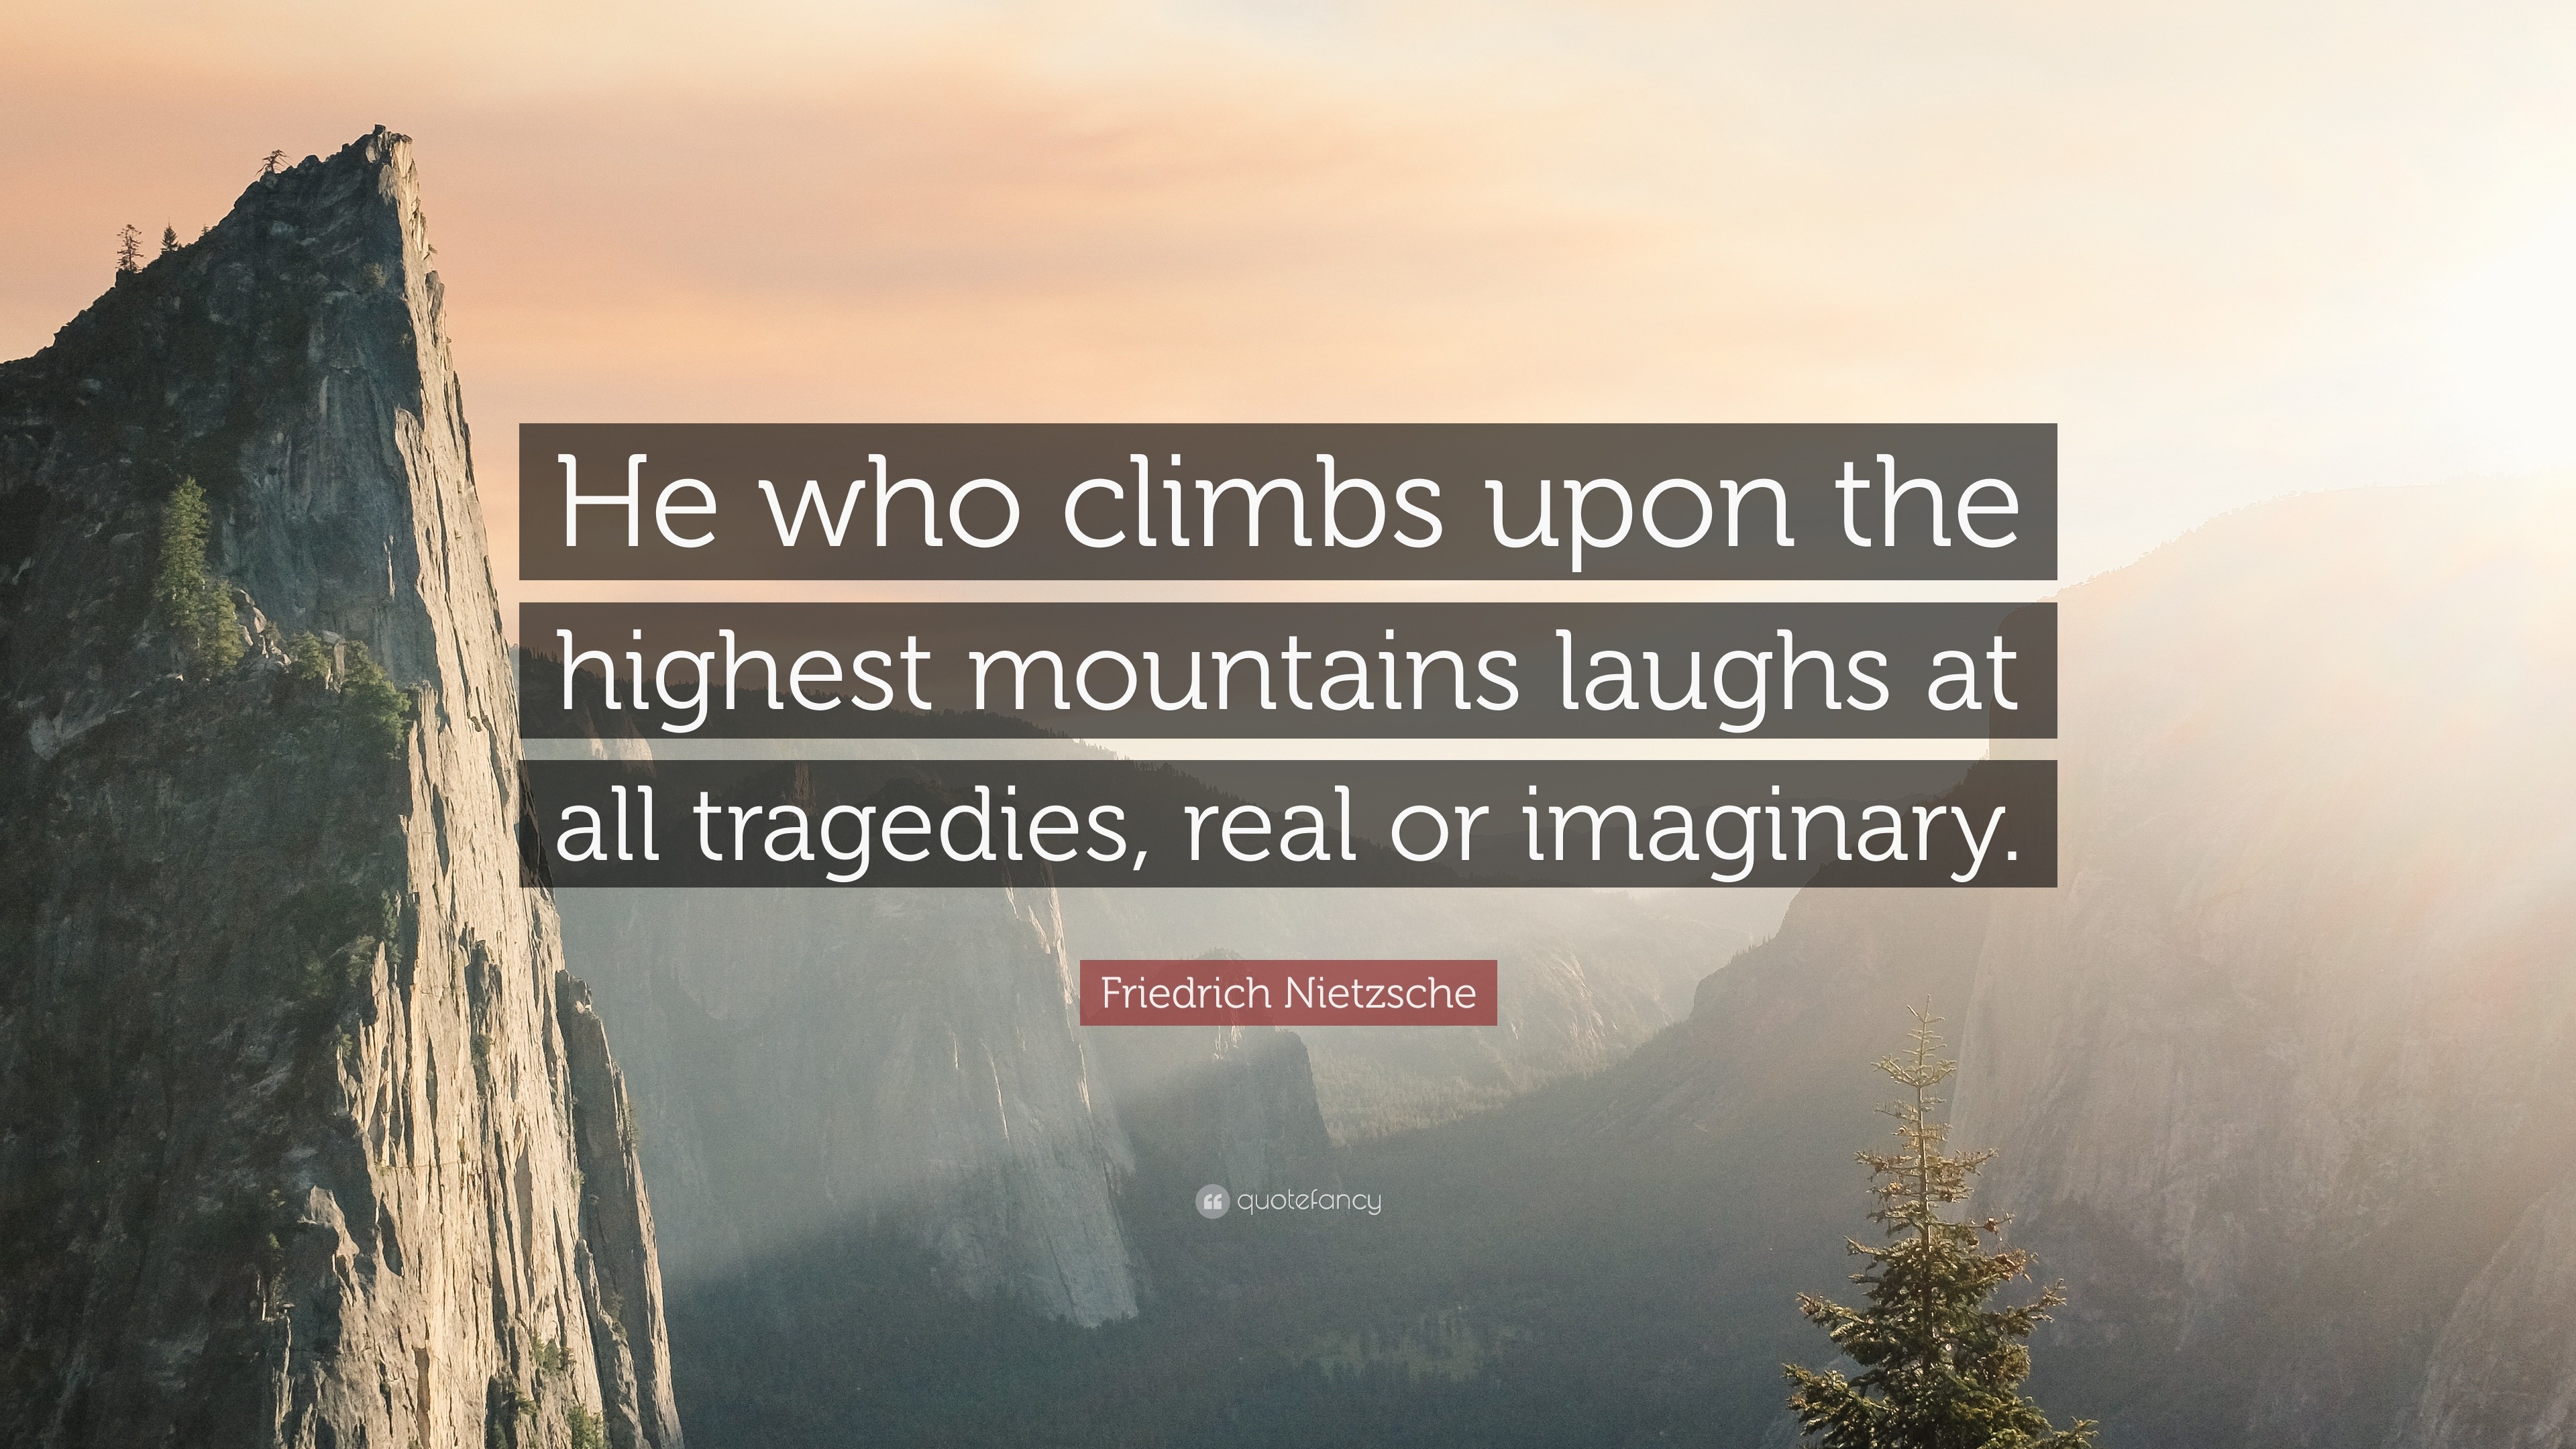 He who climbs upon the
highest mountains laughs at
all tragedies, real or imaginary.
Friedrich Nietzsche
quotefancy